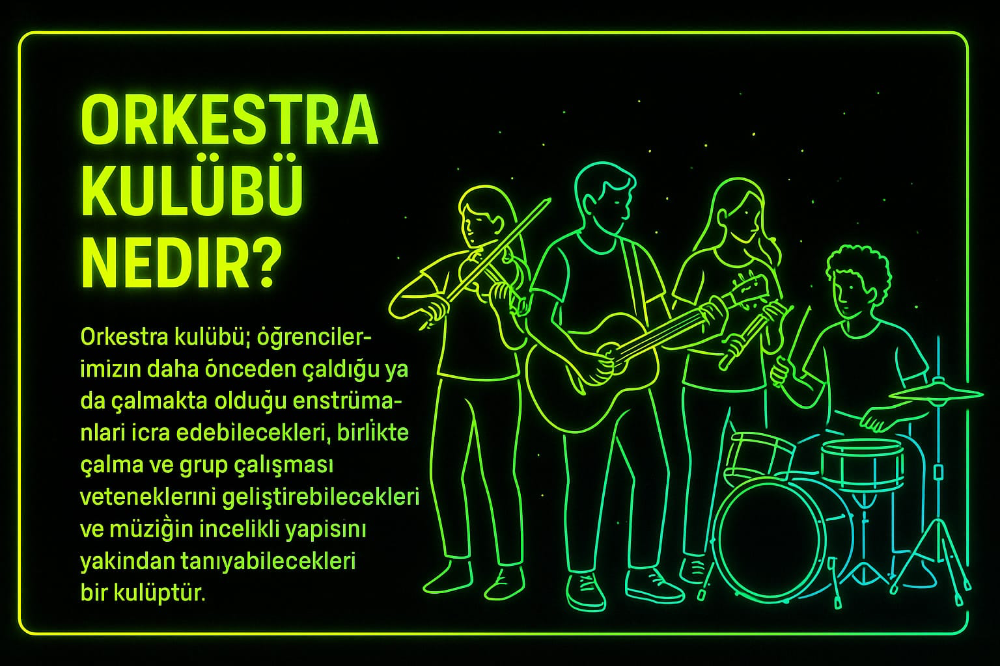 ORKESTRA
KULÜBÜ
NEDIR?
Orkestra kulübü; öğrenciler-
imizın daha önceden çaldığu ya
da çalmakta olduğu enstrüma-
nlari icra edebilecekleri, birlikte
çalma ve grup çalışması
veteneklerıni geliştirebilecekleri
ve müziğin incelikli yapisını
yakindan tanıyabilecekleri
bir kulüptür.